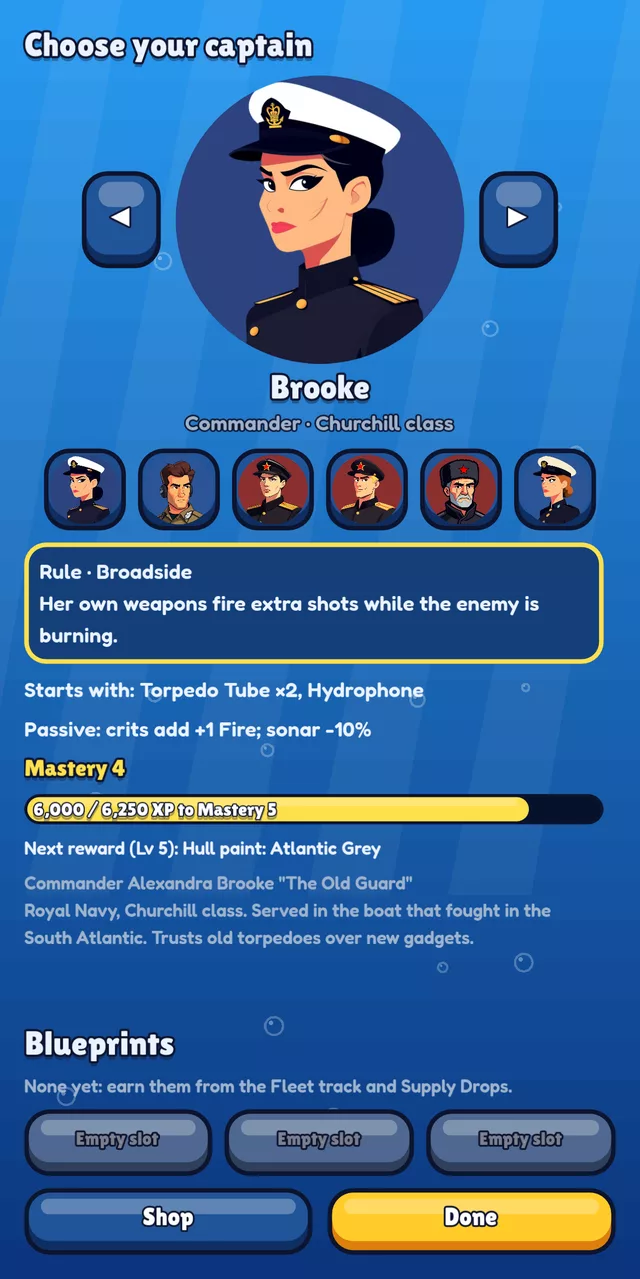 Choose your captain
◀
▶
Brooke
Commander · Churchill class
Rule · Broadside
Her own weapons fire extra shots while the enemy is
burning.
Starts with: Torpedo Tube ×2, Hydrophone
Passive: crits add +1 Fire; sonar -10%
Mastery 4
6,000 / 6,250 XP to Mastery 5
Next reward (Lv 5): Hull paint: Atlantic Grey
Commander Alexandra Brooke "The Old Guard"
Royal Navy, Churchill class. Served in the boat that fought in the
South Atlantic. Trusts old torpedoes over new gadgets.
Blueprints
None yet: earn them from the Fleet track and Supply Drops.
Empty slot Empty slot Empty slot
Shop Done